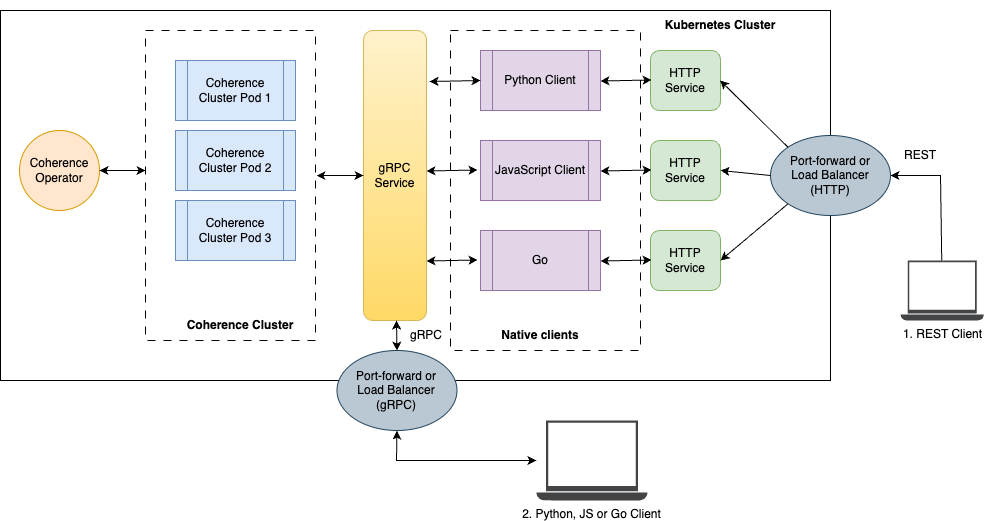 Kubernetes Cluster
Coherence
Operator
Coherence
Cluster Pod 1
Coherence
Cluster Pod 2
Coherence
Cluster Pod 3
Coherence Cluster
gRPC
Service
Python Client
JavaScript Client
Go
Native clients
HTTP
Service
HTTP
Service
HTTP
Service
Port-forward or
Load Balancer
(HTTP)
REST
1. REST Client
gRPC
Port-forward or
Load Balancer
(gRPC)
2. Python, JS or Go Client